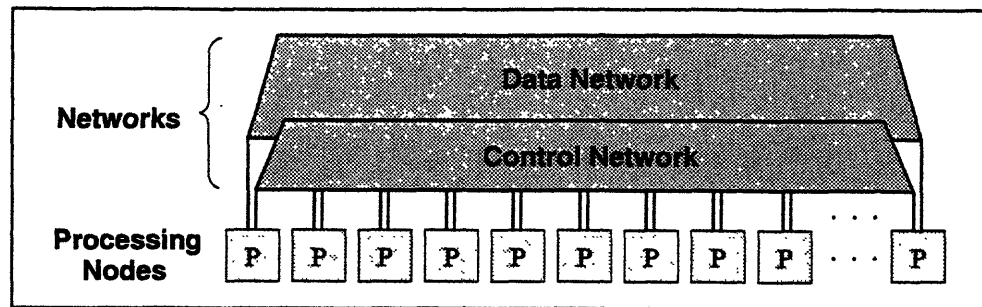 Data Network
Networks
Control Network
Processing
Nodes
P P P P P P P P P . . . P